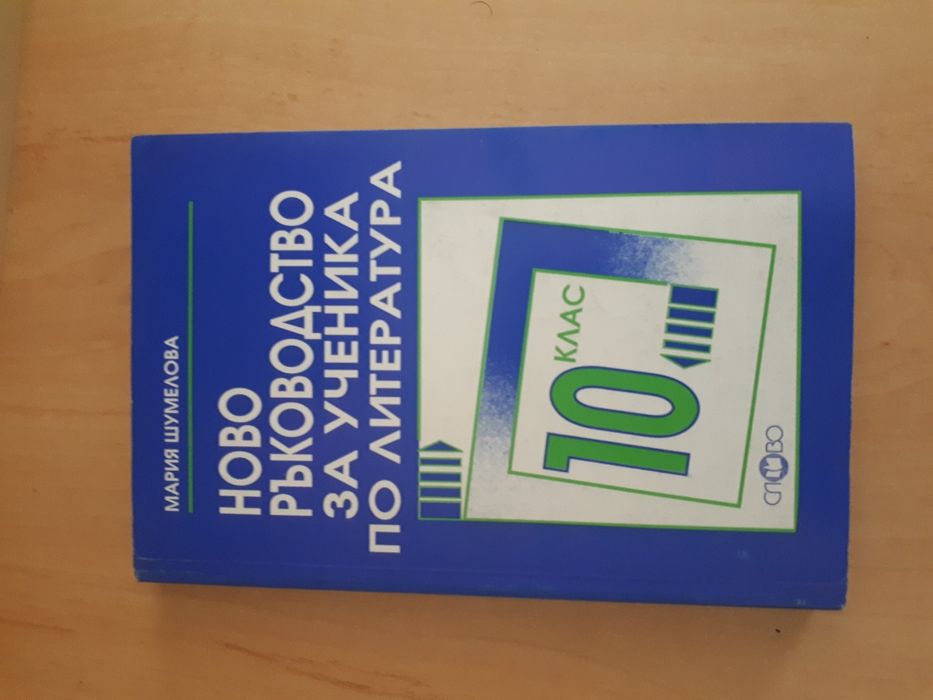 МАРИЯ ШУМЕЛОВА
НОВО
РЪКОВОДСТВО
ЗА УЧЕНИКА
ПО ЛИТЕРАТУРА
10 КЛАС
СЛОВО